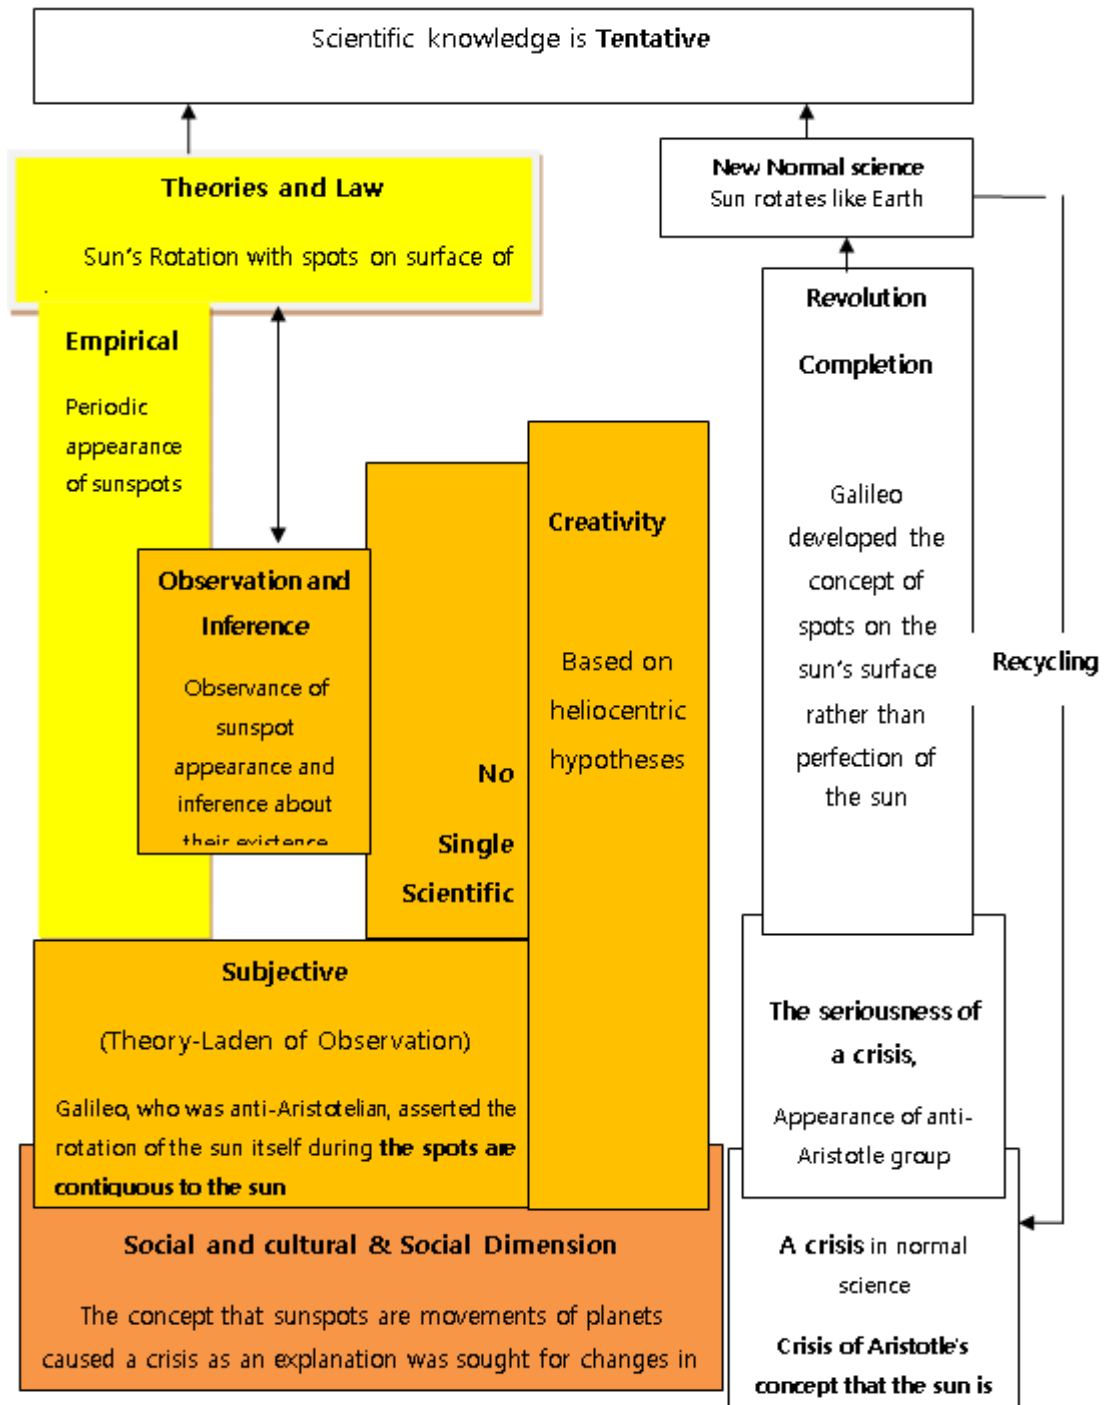 Scientific knowledge is Tentative
Theories and Law
Sun's Rotation with spots on surface of
Empirical
Periodic
appearance
of sunspots
Observation and
Inference
Observance of
sunspot
appearance and
inference about
their existence
No
Single
Scientific
Creativity
Based on
heliocentric
hypotheses
Subjective
(Theory-Laden of Observation)
Galileo, who was anti-Aristotelian, asserted the
rotation of the sun itself during the spots are
contiguous to the sun
Social and cultural & Social Dimension
The concept that sunspots are movements of planets
caused a crisis as an explanation was sought for changes in
New Normal science
Sun rotates like Earth
Revolution
Completion
Galileo
developed the
concept of
spots on the
sun's surface
rather than
perfection of
the sun
Recycling
The seriousness of
a crisis,
Appearance of anti-
Aristotle group
A crisis in normal
science
Crisis of Aristotle's
concept that the sun is